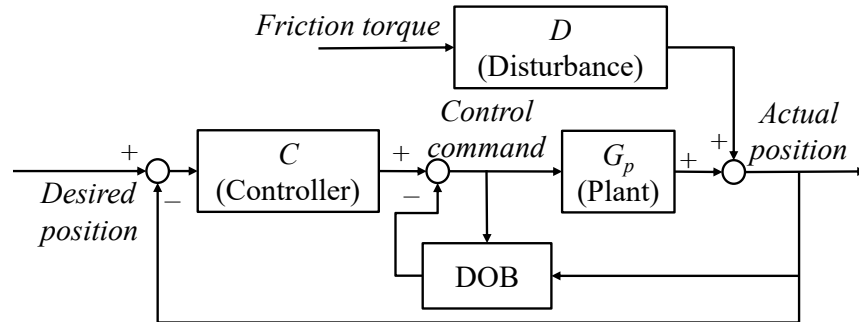 Friction torque
D
(Disturbance)
Control
command
Actual
position
+
C
(Controller)
+
G_p
(Plant)
+
+
Desired
position
−
−
DOB